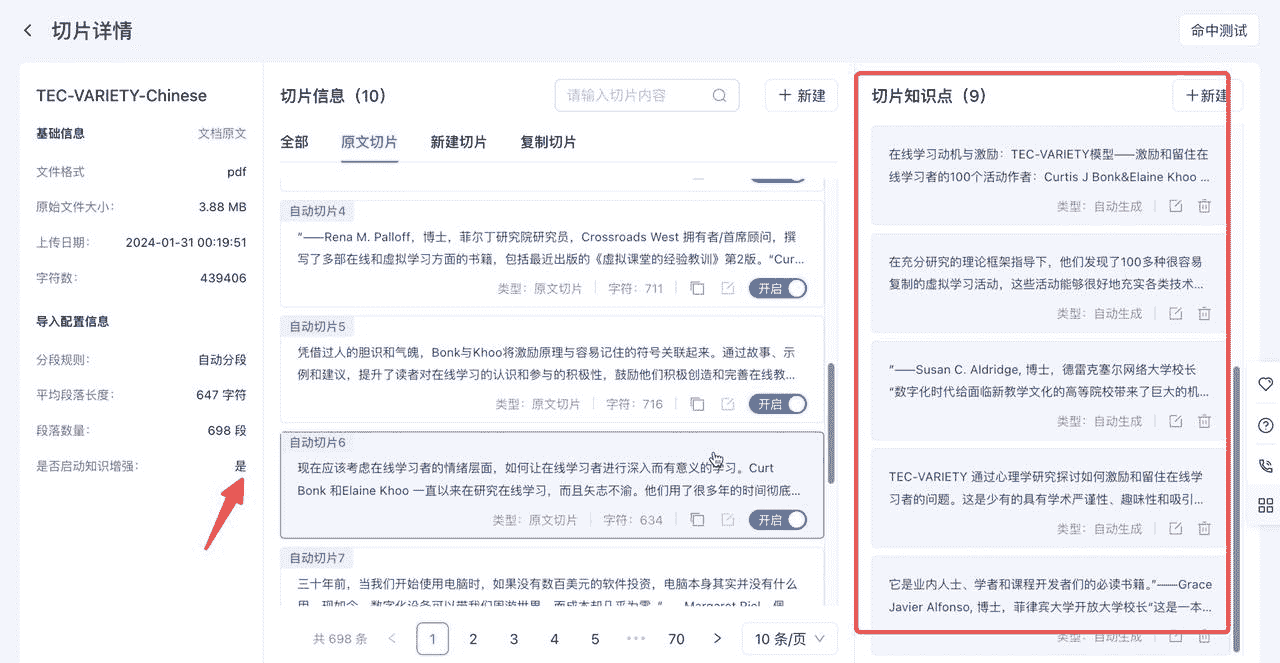 切片详情
命中测试
TEC-VARIETY-Chinese
基础信息
文档原文
文件格式
pdf
原始文件大小:
3.88 MB
上传日期:
2024-01-31 00:19:51
字符数:
439406
导入配置信息
分段规则:
自动分段
平均段落长度:
647 字符
段落数量:
698 段
是否启动知识增强:
是
切片信息（10）
请输入切片内容
新建
全部
原文切片
新建切片
复制切片
自动切片4
”——Rena M. Palloff，博士，菲尔丁研究院研究员，Crossroads West 拥有者/首席顾问，撰
写了多部在线和虚拟学习方面的书籍，包括最近出版的《虚拟课堂的经验教训》第2版。“Cur...
类型: 原文切片
字符: 711
开启
自动切片5
凭借过人的胆识和气魄，Bonk与Khoo将激励原理与容易记住的符号关联起来。通过故事、示
例和建议，提升了读者对在线学习的认识和参与的积极性，鼓励他们积极创造和完善在线教...
类型: 原文切片
字符: 716
开启
自动切片6
现在应该考虑在线学习者的情绪层面，如何让在线学习者进行深入而有意义的学习。Curt
Bonk 和Elaine Khoo 一直以来在研究在线学习，而且矢志不渝。他们用了很多年的时间彻底...
类型: 原文切片
字符: 634
开启
自动切片7
三十年前，当我们开始使用电脑时，如果没有数百美元的软件投资，电脑本身其实并没有什么
共 698 条
1
2
3
4
5
•••
70
10 条/页
切片知识点（9）
新建
在线学习动机与激励：TEC-VARIETY模型——激励和留住在
线学习者的100个活动作者：Curtis J Bonk&Elaine Khoo ...
类型: 自动生成
在充分研究的理论框架指导下，他们发现了100多种很容易
复制的虚拟学习活动，这些活动能够很好地充实各类技术...
类型: 自动生成
”——Susan C. Aldridge, 博士，德雷克塞尔网络大学校长
“数字化时代给面临新教学文化的高等院校带来了巨大的机...
类型: 自动生成
TEC-VARIETY 通过心理学研究探讨如何激励和留住在线学
习者的问题。这是少有的具有学术严谨性、趣味性和吸引...
类型: 自动生成
它是业内人士、学者和课程开发者们的必读书籍。”——Grace
Javier Alfonso, 博士，菲律宾大学开放大学校长“这是一本...
类型: 自动生成